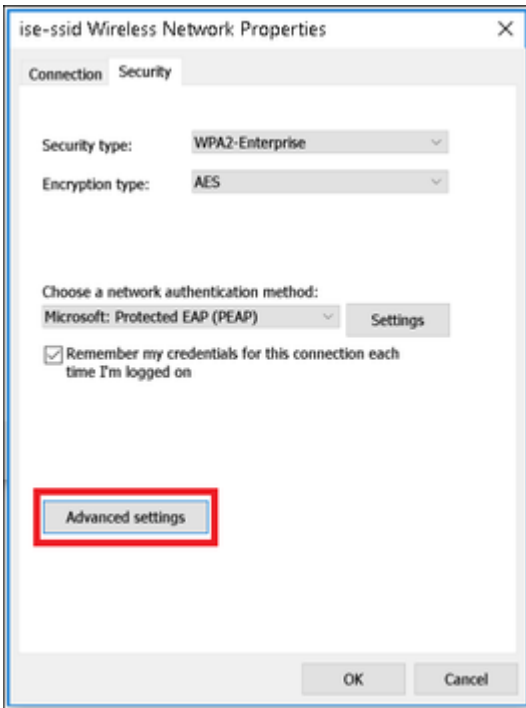 ise-ssid Wireless Network Properties
Connection Security
Security type: WPA2-Enterprise
Encryption type: AES
Choose a network authentication method:
Microsoft: Protected EAP (PEAP) Settings
Remember my credentials for this connection each
time I'm logged on
Advanced settings
OK Cancel